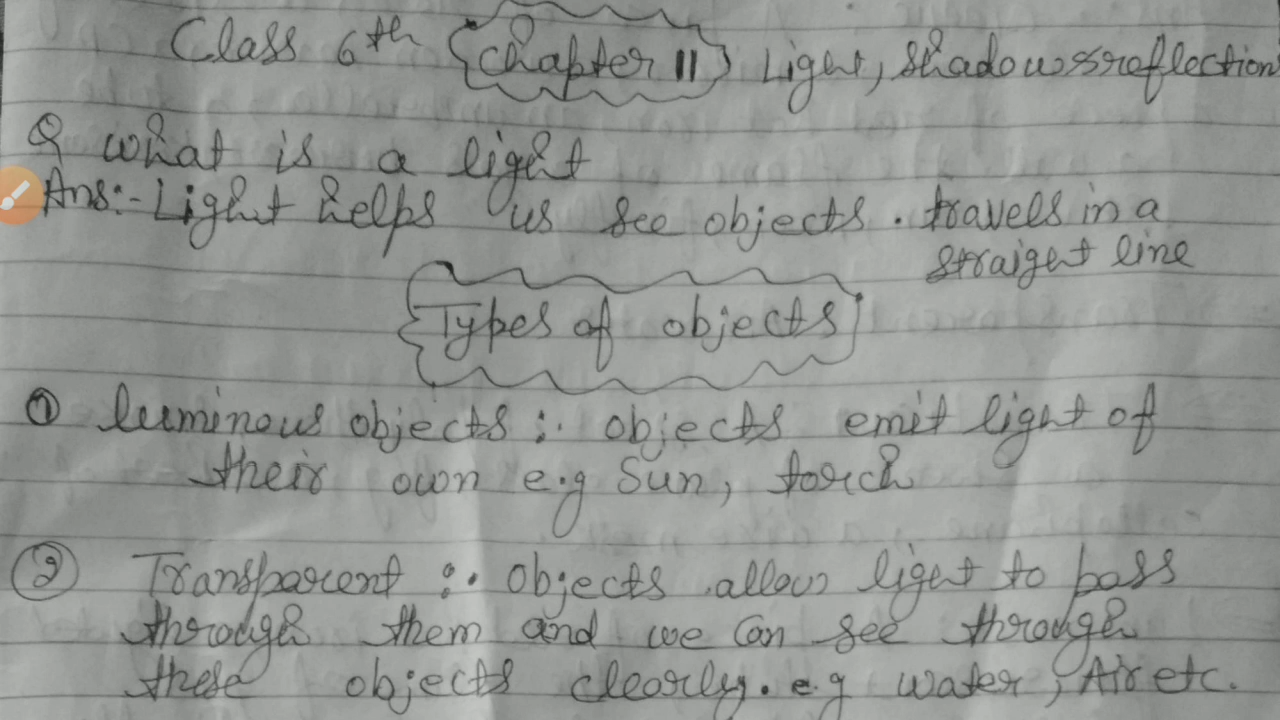 Class 6th Chapter 11 Light, Shadows & reflection
Q what is a light
Ans:- Light helps us see objects. travels in a
straight line
Types of objects
① luminous objects :. objects emit light of
their own e.g Sun, torch
② Transparent :. Objects allow light to pass
through them and we Can see through
these objects clearly. e.g water, Air etc.